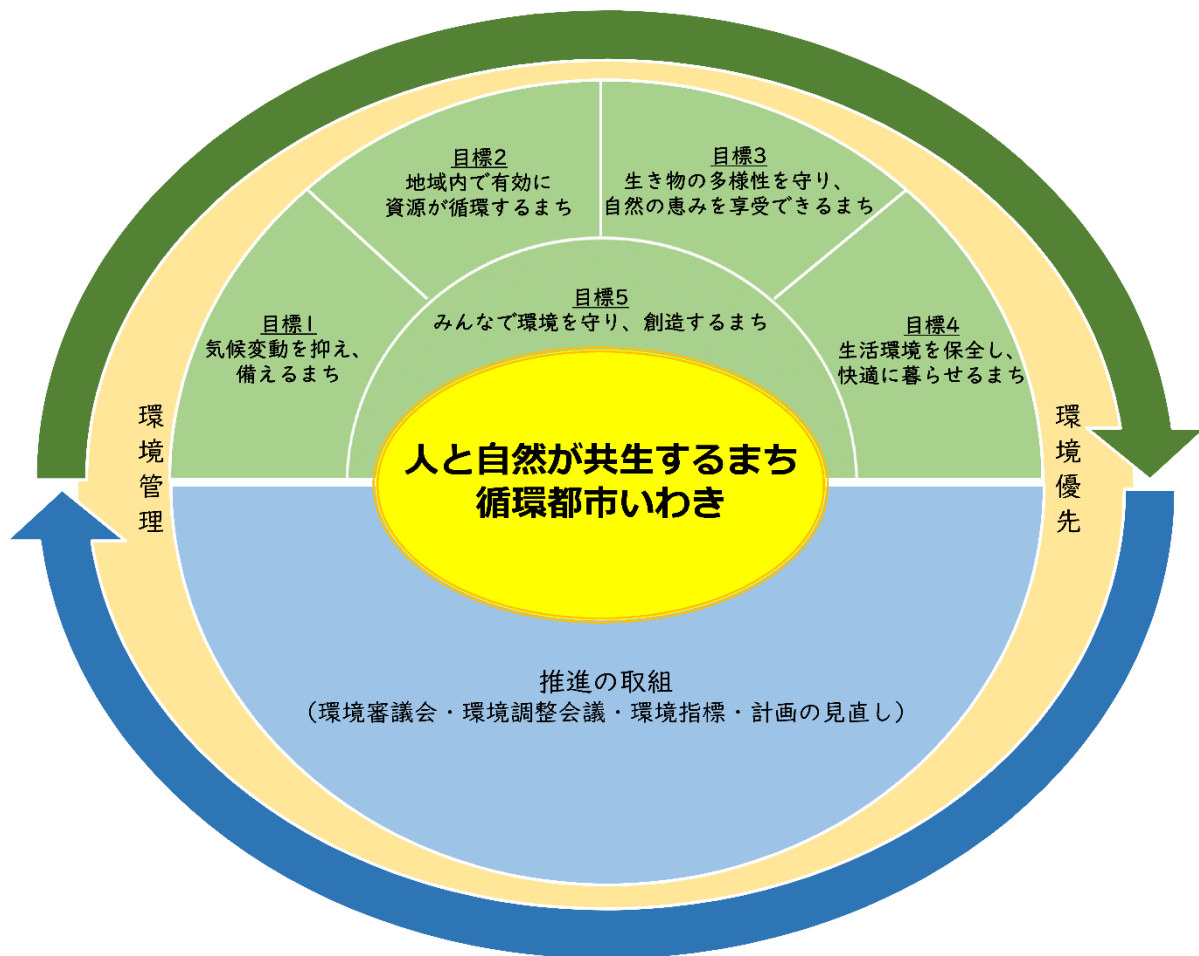 目標2
地域内で有効に
資源が循環するまち
目標3
生き物の多様性を守り、
自然の恵みを享受できるまち
目標1
気候変動を抑え、
備えるまち
目標5
みんなで環境を守り、創造するまち
目標4
生活環境を保全し、
快適に暮らせるまち
環境管理
環境優先
人と自然が共生するまち
循環都市いわき
推進の取組
（環境審議会・環境調整会議・環境指標・計画の見直し）